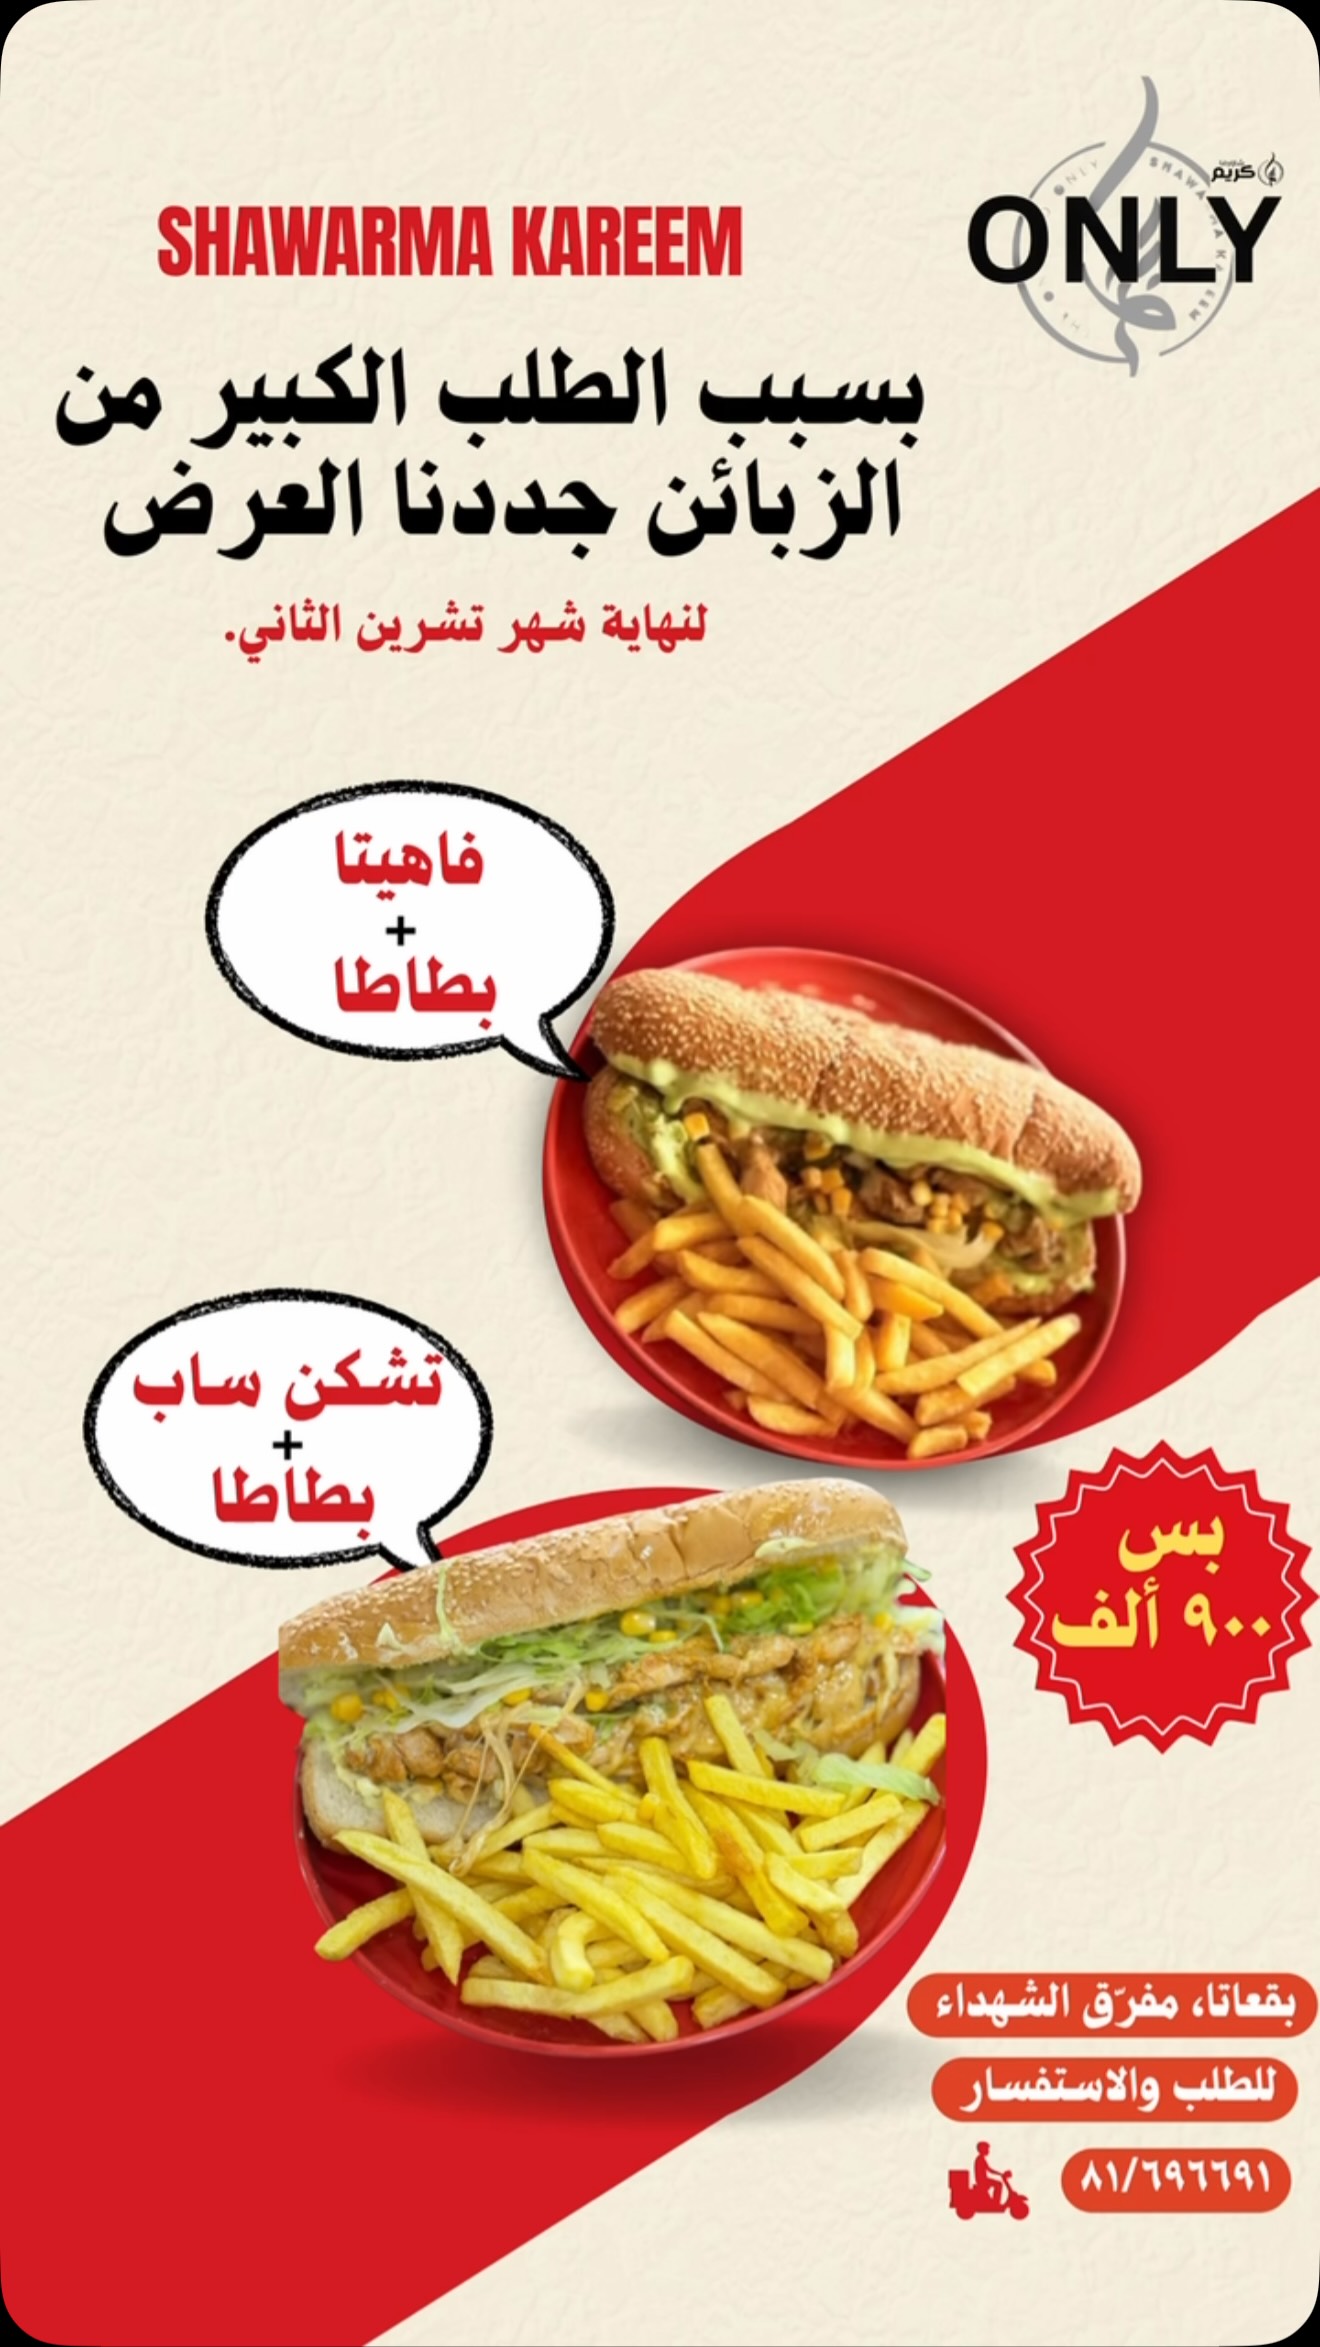 كريم
ONLY
SHAWARMA KAREEM
بسبب الطلب الكبير من
الزبائن جددنا العرض
لنهاية شهر تشرين الثاني.
فاهيتا
+
بطاطا
تشكن ساب
+
بطاطا
بس
٩٠٠ ألف
بقعاتا، مفرّق الشهداء
للطلب والاستفسار
٨١/٦٩٦٦٩١